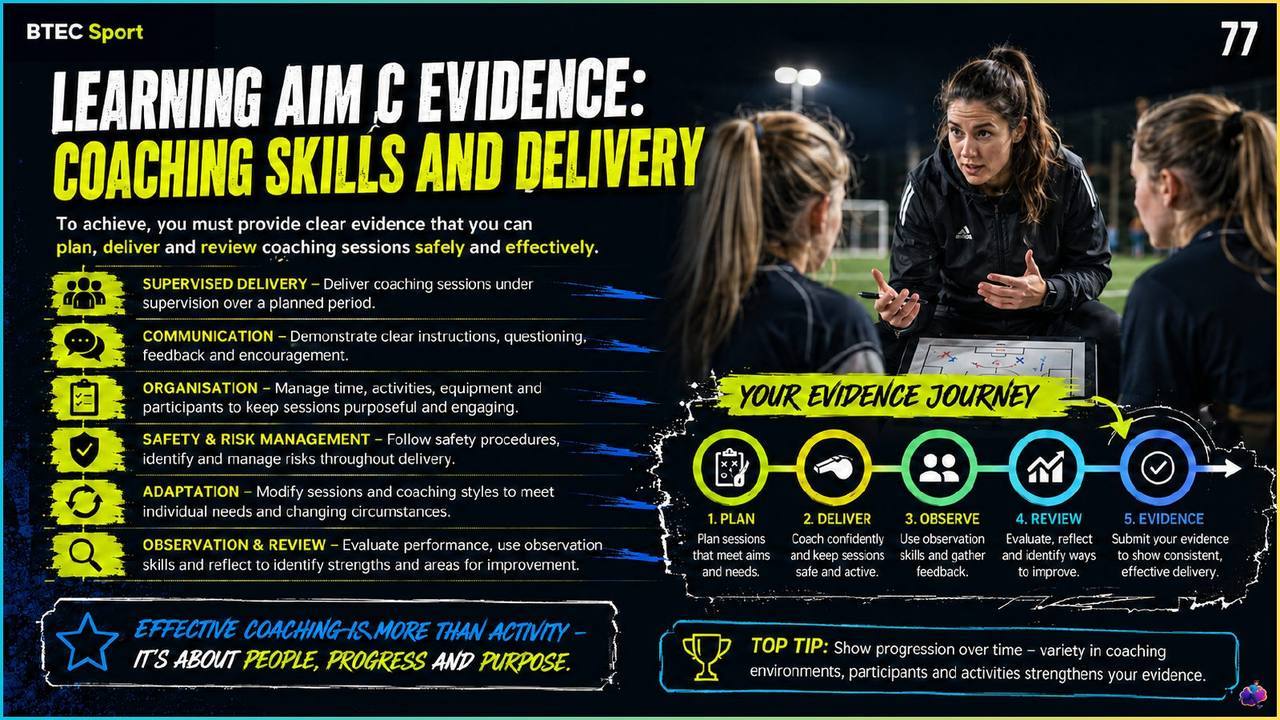 BTEC Sport
77
LEARNING AIM C EVIDENCE:
COACHING SKILLS AND DELIVERY
To achieve, you must provide clear evidence that you can
plan, deliver and review coaching sessions safely and effectively.
SUPERVISED DELIVERY – Deliver coaching sessions under
supervision over a planned period.
COMMUNICATION – Demonstrate clear instructions, questioning,
feedback and encouragement.
ORGANISATION – Manage time, activities, equipment and
participants to keep sessions purposeful and engaging.
SAFETY & RISK MANAGEMENT – Follow safety procedures,
identify and manage risks throughout delivery.
ADAPTATION – Modify sessions and coaching styles to meet
individual needs and changing circumstances.
OBSERVATION & REVIEW – Evaluate performance, use observation
skills and reflect to identify strengths and areas for improvement.
EFFECTIVE COACHING IS MORE THAN ACTIVITY –
IT'S ABOUT PEOPLE, PROGRESS AND PURPOSE.
adidas
YOUR EVIDENCE JOURNEY
1. PLAN
Plan sessions
that meet aims
and needs.
2. DELIVER
Coach confidently
and keep sessions
safe and active.
3. OBSERVE
Use observation
skills and gather
feedback.
4. REVIEW
Evaluate, reflect
and identify ways
to improve.
5. EVIDENCE
Submit your evidence
to show consistent,
effective delivery.
TOP TIP: Show progression over time – variety in coaching
environments, participants and activities strengthens your evidence.